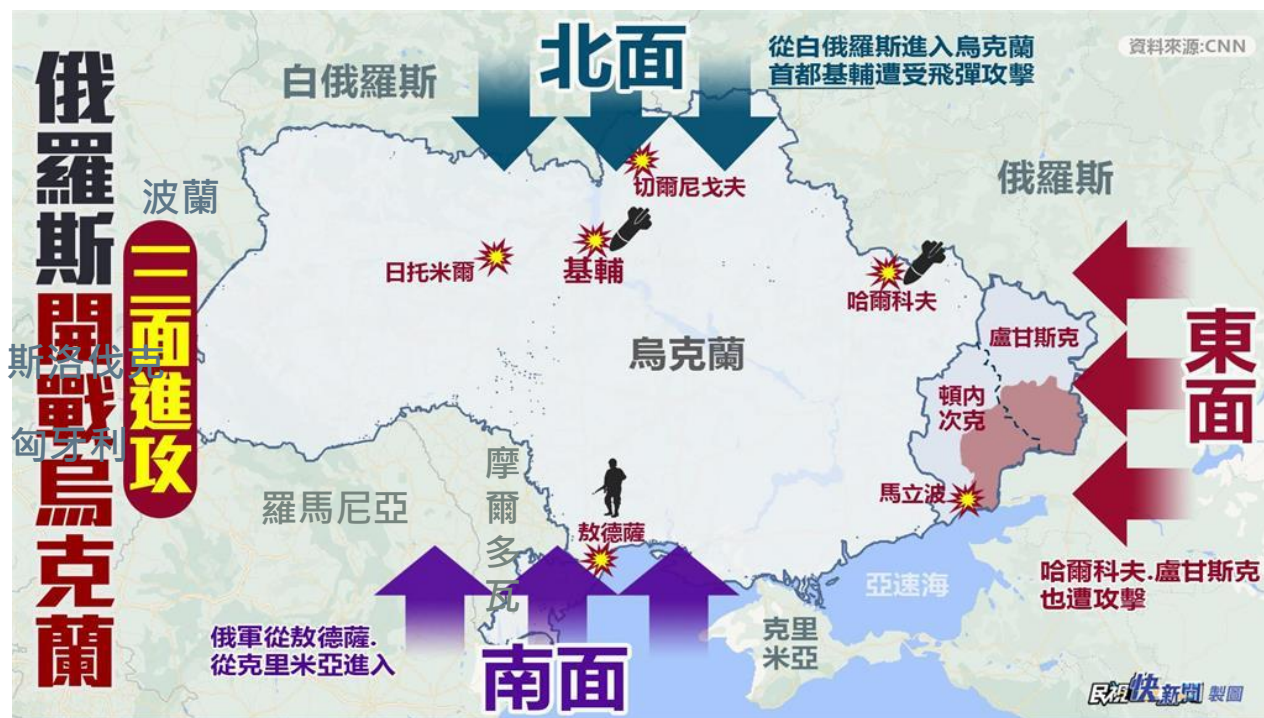 俄羅斯開戰烏克蘭
三面進攻
北面
從白俄羅斯進入烏克蘭
首都基輔遭受飛彈攻擊
資料來源:CNN
白俄羅斯
波蘭
俄羅斯
切爾尼戈夫
日托米爾
基輔
哈爾科夫
烏克蘭
盧甘斯克
頓內
次克
東面
斯洛伐克
匈牙利
羅馬尼亞
摩爾多瓦
敖德薩
馬立波
亞速海
克里
米亞
哈爾科夫.盧甘斯克
也遭攻擊
俄軍從敖德薩.
從克里米亞進入
南面
民視快新聞 製圖